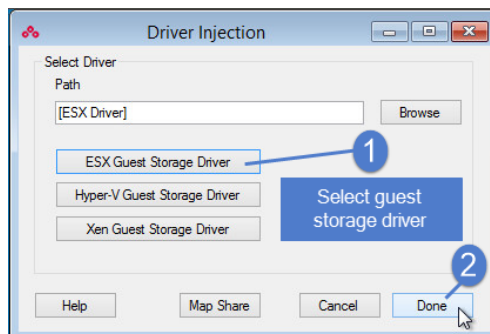 Driver Injection
Select Driver
Path
[ESX Driver]
Browse
ESX Guest Storage Driver
1
Hyper-V Guest Storage Driver
Select guest
storage driver
Xen Guest Storage Driver
2
Help
Map Share
Cancel
Done